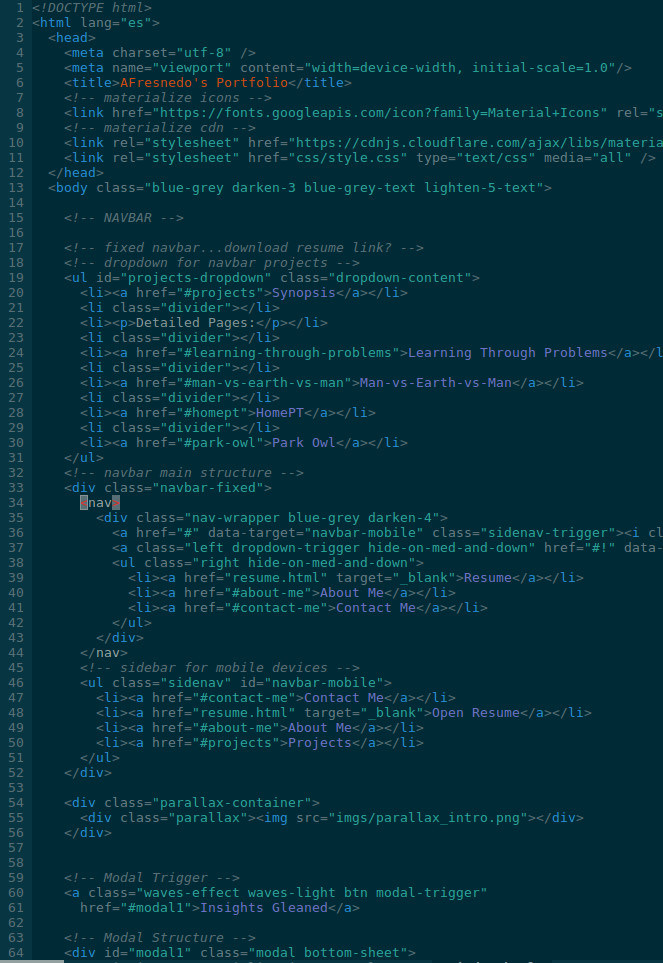 1 <!DOCTYPE html>
2 <html lang="es">
3   <head>
4     <meta charset="utf-8" />
5     <meta name="viewport" content="width=device-width, initial-scale=1.0"/>
6     <title>AFresnedo's Portfolio</title>
7     <!-- materialize icons -->
8     <link href="https://fonts.googleapis.com/icon?family=Material+Icons" rel="s
9     <!-- materialize cdn -->
10     <link rel="stylesheet" href="https://cdnjs.cloudflare.com/ajax/libs/materia
11     <link rel="stylesheet" href="css/style.css" type="text/css" media="all" />
12   </head>
13   <body class="blue-grey darken-3 blue-grey-text lighten-5-text">
14
15     <!-- NAVBAR -->
16
17     <!-- fixed navbar...download resume link? -->
18     <!-- dropdown for navbar projects -->
19     <ul id="projects-dropdown" class="dropdown-content">
20       <li><a href="#projects">Synopsis</a></li>
21       <li class="divider"></li>
22       <li><p>Detailed Pages:</p></li>
23       <li class="divider"></li>
24       <li><a href="#learning-through-problems">Learning Through Problems</a></l
25       <li class="divider"></li>
26       <li><a href="#man-vs-earth-vs-man">Man-vs-Earth-vs-Man</a></li>
27       <li class="divider"></li>
28       <li><a href="#homept">HomePT</a></li>
29       <li class="divider"></li>
30       <li><a href="#park-owl">Park Owl</a></li>
31     </ul>
32     <!-- navbar main structure -->
33     <div class="navbar-fixed">
34       <nav>
35         <div class="nav-wrapper blue-grey darken-4">
36           <a href="#" data-target="navbar-mobile" class="sidenav-trigger"><i cl
37           <a class="left dropdown-trigger hide-on-med-and-down" href="#!" data-
38           <ul class="right hide-on-med-and-down">
39             <li><a href="resume.html" target="_blank">Resume</a></li>
40             <li><a href="#about-me">About Me</a></li>
41             <li><a href="#contact-me">Contact Me</a></li>
42           </ul>
43         </div>
44       </nav>
45       <!-- sidebar for mobile devices -->
46       <ul class="sidenav" id="navbar-mobile">
47         <li><a href="#contact-me">Contact Me</a></li>
48         <li><a href="resume.html" target="_blank">Open Resume</a></li>
49         <li><a href="#about-me">About Me</a></li>
50         <li><a href="#projects">Projects</a></li>
51       </ul>
52     </div>
53
54     <div class="parallax-container">
55       <div class="parallax"><img src="imgs/parallax_intro.png"></div>
56     </div>
57
58
59     <!-- Modal Trigger -->
60     <a class="waves-effect waves-light btn modal-trigger"
61       href="#modal1">Insights Gleaned</a>
62
63     <!-- Modal Structure -->
64     <div id="modal1" class="modal bottom-sheet">